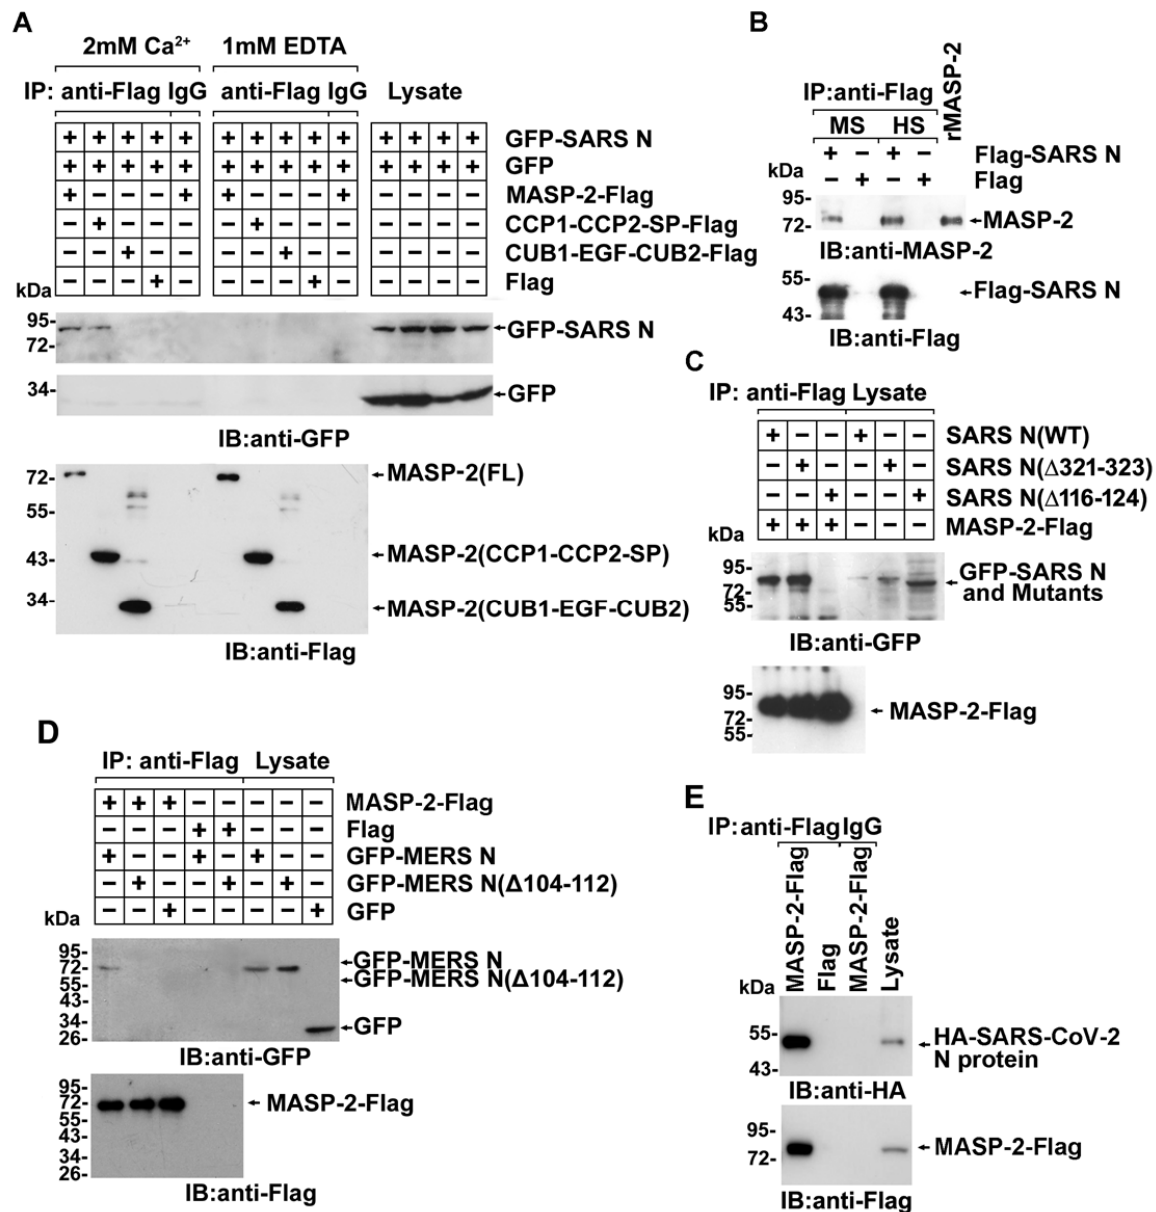 A
2mM Ca²⁺ 1mM EDTA
IP: anti-Flag IgG anti-Flag IgG Lysate
+ + + + + + + + + + + + + + GFP-SARS N
+ + + + + + + + + + + + + + GFP
+ − − − + + − − − + − − − − MASP-2-Flag
− + − − − − + − − − − − − − CCP1-CCP2-SP-Flag
− − + − − − − + − − − − − − CUB1-EGF-CUB2-Flag
− − − + − − − − + − − − − − Flag
kDa
95-
72-
GFP-SARS N
34-
GFP
IB:anti-GFP
72-
55-
43-
34-
MASP-2(FL)
MASP-2(CCP1-CCP2-SP)
MASP-2(CUB1-EGF-CUB2)
IB:anti-Flag
B
IP:anti-Flag
rMASP-2
MS HS
+ − + − Flag-SARS N
− + − + Flag
kDa
95-
72-
MASP-2
IB:anti-MASP-2
55-
43-
Flag-SARS N
IB:anti-Flag
C
IP: anti-Flag Lysate
+ − − + − − SARS N(WT)
− + − − + − SARS N(Δ321-323)
− − + − − + SARS N(Δ116-124)
+ + + − − − MASP-2-Flag
kDa
95-
72-
55-
GFP-SARS N
and Mutants
IB:anti-GFP
95-
72-
55-
MASP-2-Flag
D
IP: anti-Flag Lysate
+ + + − − − − − MASP-2-Flag
− − − + + − − − Flag
+ − − + − + − − GFP-MERS N
− + − − + − + − GFP-MERS N(Δ104-112)
− − + − − − − + GFP
kDa
95-
72-
55-
43-
34-
26-
GFP-MERS N
GFP-MERS N(Δ104-112)
GFP
IB:anti-GFP
95-
72-
55-
43-
34-
26-
MASP-2-Flag
IB:anti-Flag
E
IP:anti-Flag IgG
MASP-2-Flag
Flag
MASP-2-Flag
Lysate
kDa
55-
43-
HA-SARS-CoV-2
N protein
IB:anti-HA
95-
72-
MASP-2-Flag
IB:anti-Flag